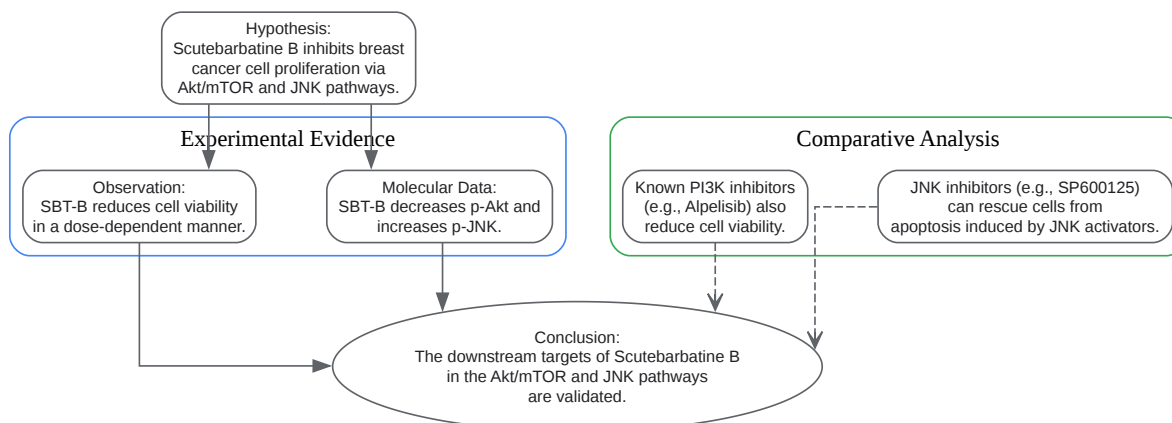 Hypothesis:
Scutebarbatine B inhibits breast
cancer cell proliferation via
Akt/mTOR and JNK pathways.
Experimental Evidence
Observation:
SBT-B reduces cell viability
in a dose-dependent manner.
Molecular Data:
SBT-B decreases p-Akt and
increases p-JNK.
Comparative Analysis
Known PI3K inhibitors
(e.g., Alpelisib) also
reduce cell viability.
JNK inhibitors (e.g., SP600125)
can rescue cells from
apoptosis induced by JNK activators.
Conclusion:
The downstream targets of Scutebarbatine B
in the Akt/mTOR and JNK pathways
are validated.